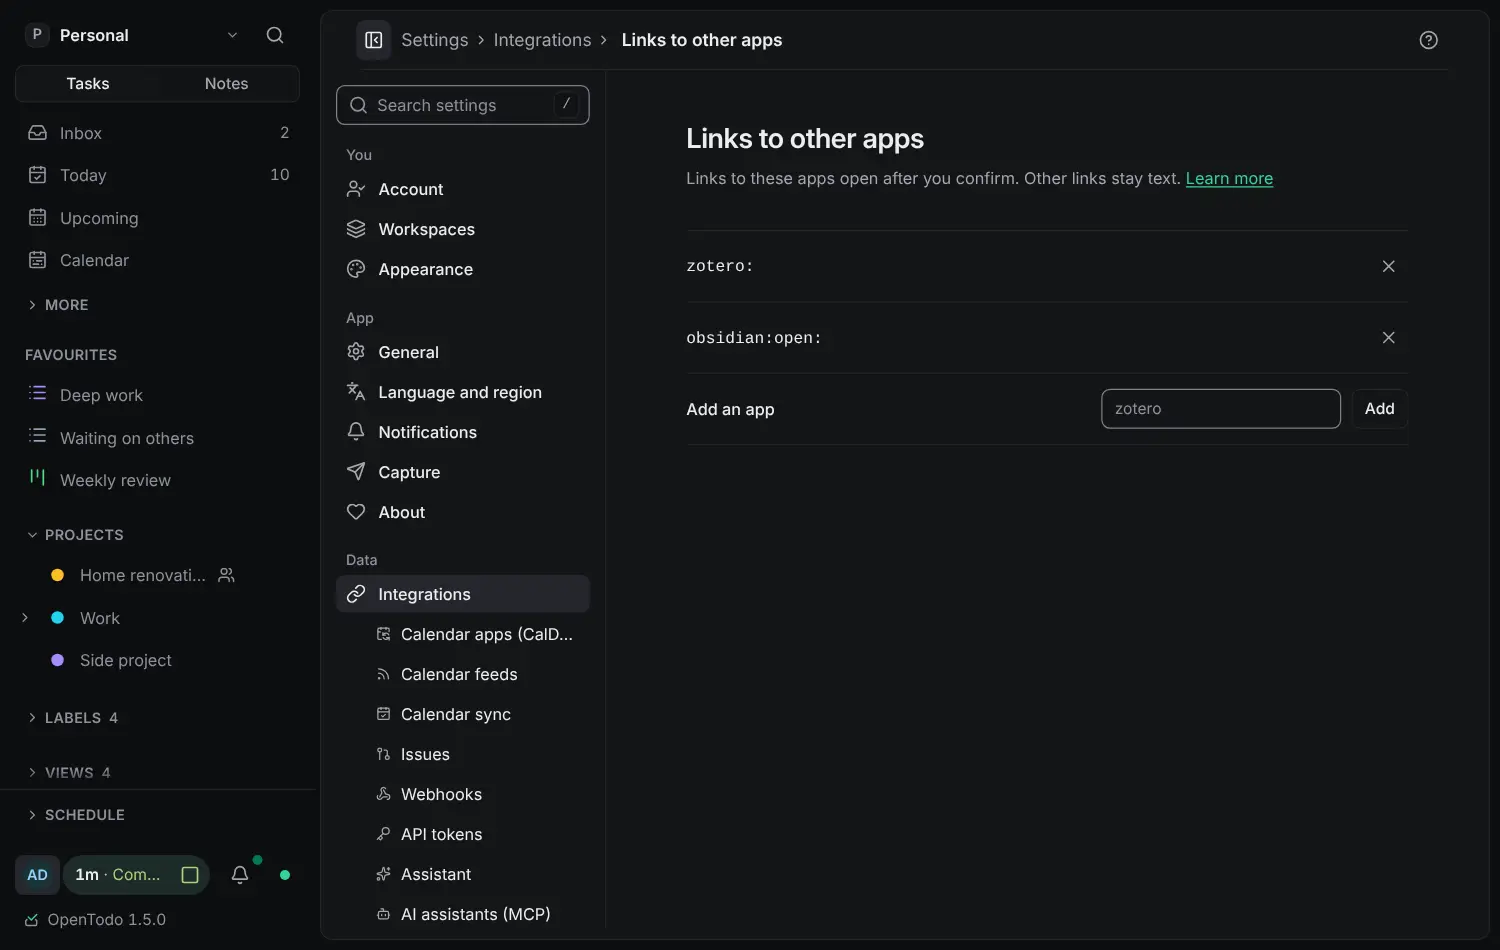 P Personal
Tasks Notes
Inbox 2
Today 10
Upcoming
Calendar
MORE
FAVOURITES
Deep work
Waiting on others
Weekly review
PROJECTS
Home renovati...
Work
Side project
LABELS 4
VIEWS 4
SCHEDULE
AD 1m · Com...
OpenTodo 1.5.0
Settings › Integrations › Links to other apps
Search settings /
You
Account
Workspaces
Appearance
App
General
Language and region
Notifications
Capture
About
Data
Integrations
Calendar apps (CalD...
Calendar feeds
Calendar sync
Issues
Webhooks
API tokens
Assistant
AI assistants (MCP)
Links to other apps
Links to these apps open after you confirm. Other links stay text. Learn more
zotero:
obsidian:open:
Add an app zotero Add